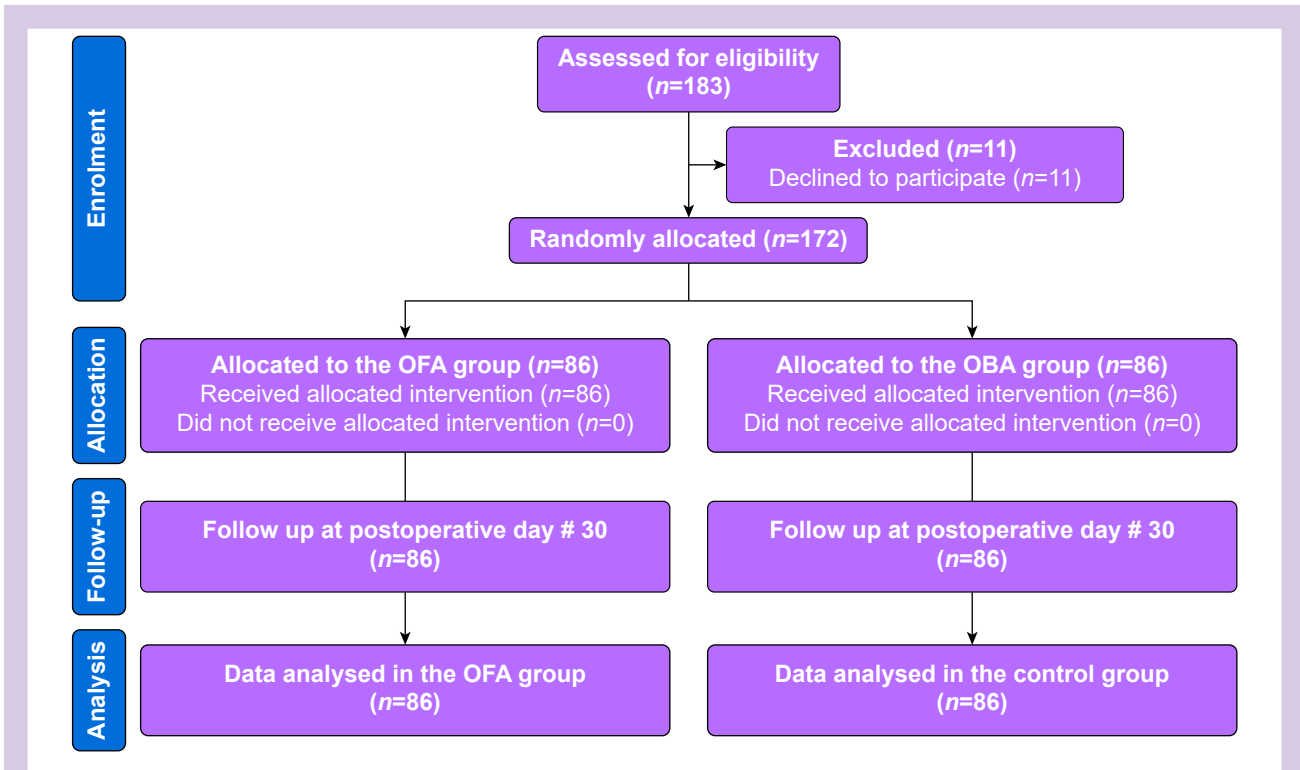 Enrolment
Assessed for eligibility
(n=183)
Excluded (n=11)
Declined to participate (n=11)
Randomly allocated (n=172)
Allocation
Allocated to the OFA group (n=86)
Received allocated intervention (n=86)
Did not receive allocated intervention (n=0)
Allocated to the OBA group (n=86)
Received allocated intervention (n=86)
Did not receive allocated intervention (n=0)
Follow-up
Follow up at postoperative day # 30
(n=86)
Follow up at postoperative day # 30
(n=86)
Analysis
Data analysed in the OFA group
(n=86)
Data analysed in the control group
(n=86)